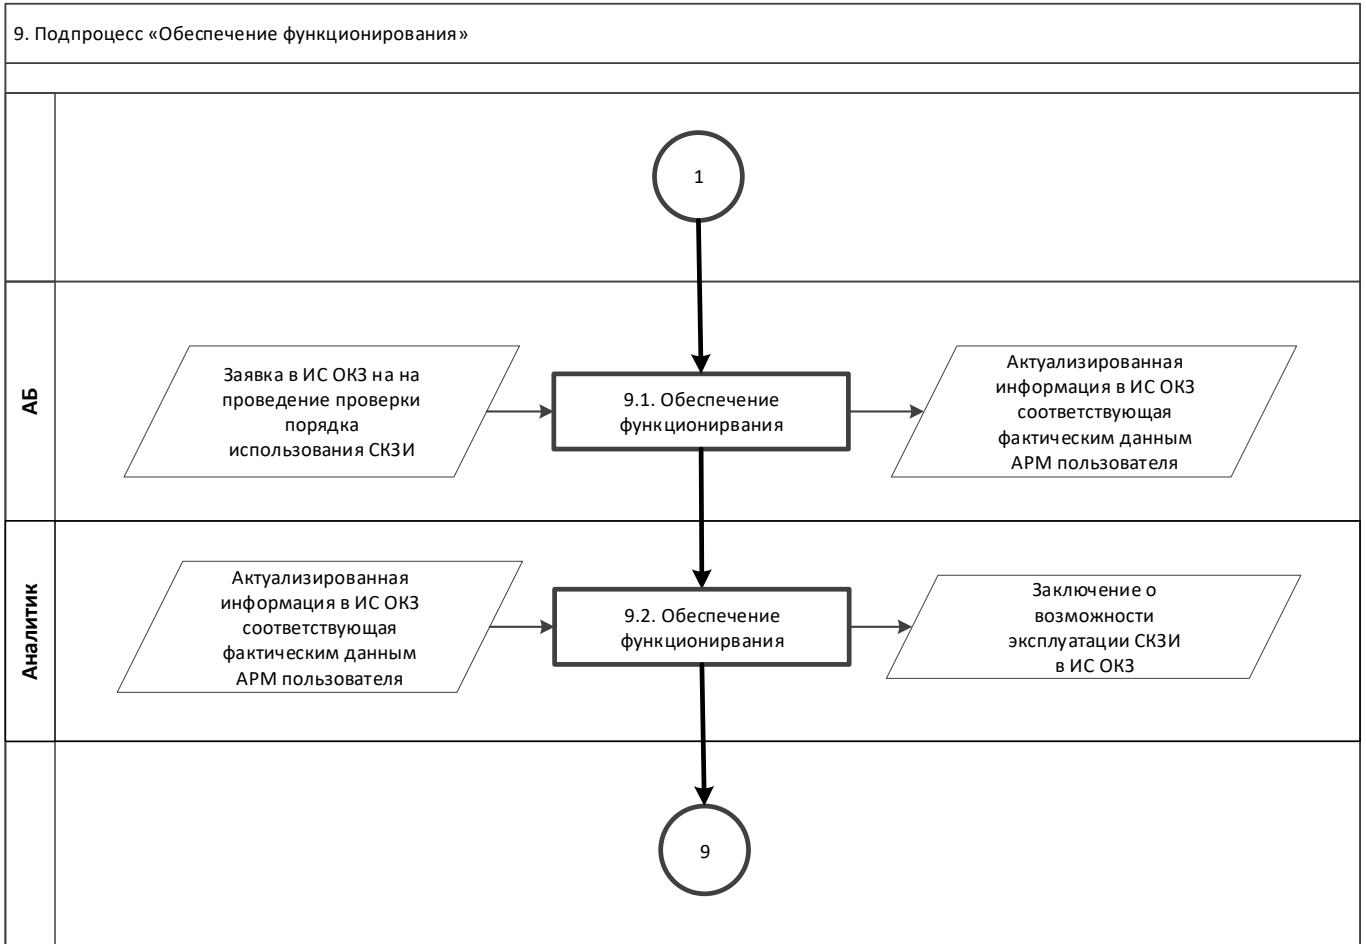 9. Подпроцесс «Обеспечение функционирования»
1
АБ
Заявка в ИС ОКЗ на на
проведение проверки
порядка
использования СКЗИ
9.1. Обеспечение
функционирвания
Актуализированная
информация в ИС ОКЗ
соответствующая
фактическим данным
АРМ пользователя
Аналитик
Актуализированная
информация в ИС ОКЗ
соответствующая
фактическим данным
АРМ пользователя
9.2. Обеспечение
функционирвания
Заключение о
возможности
эксплуатации СКЗИ
в ИС ОКЗ
9